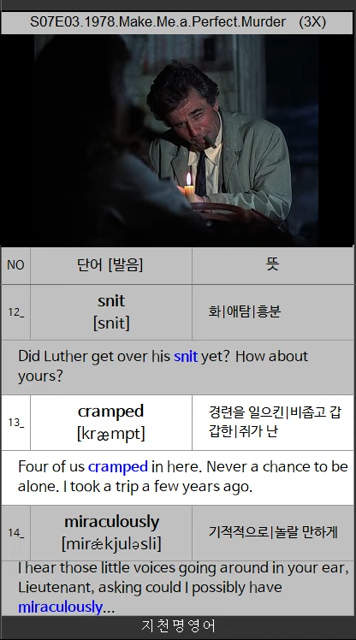 S07E03.1978.Make.Me.a.Perfect.Murder (3X)
NO 단어 [발음] 뜻
12_ snit [snit] 화|애탐|흥분
Did Luther get over his snit yet? How about
yours?
13_ cramped [kræmpt] 경련을 일으킨|비좁고 갑
갑한|쥐가 난
Four of us cramped in here. Never a chance to be
alone. I took a trip a few years ago.
14_ miraculously [mirǽkjuləsli] 기적적으로|놀랄 만하게
I hear those little voices going around in your ear,
Lieutenant, asking could I possibly have
miraculously...
지천명영어